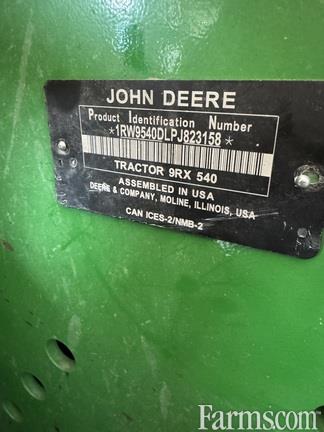 JOHN DEERE
Product Identification Number
*1RW9540DLPJ823158*
TRACTOR 9RX 540
ASSEMBLED IN USA
DEERE & COMPANY, MOLINE, ILLINOIS, USA
CAN ICES-2/NMB-2
Farms.com®